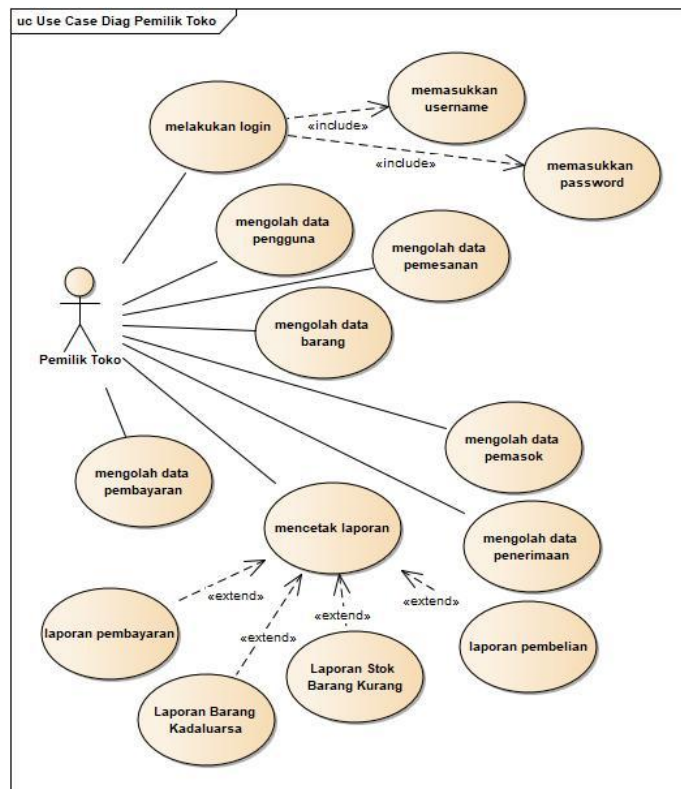 uc Use Case Diag Pemilik Toko
melakukan login
memasukkan
username
«include»
«include»
memasukkan
password
mengolah data
pengguna
mengolah data
pemesanan
mengolah data
barang
Pemilik Toko
mengolah data
pemasok
mengolah data
pembayaran
mencetak laporan
mengolah data
penerimaan
«extend»
«extend»
«extend»
«extend»
laporan pembayaran
laporan pembelian
Laporan Stok
Barang Kurang
Laporan Barang
Kadaluarsa